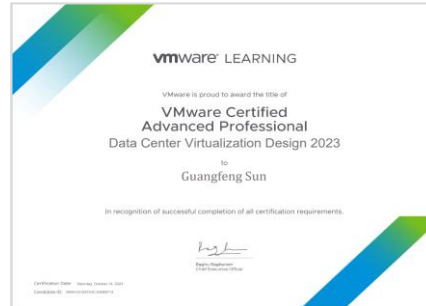 vmware® LEARNING
VMware is proud to award the title of
VMware Certified
Advanced Professional
Data Center Virtualization Design 2023
to
Guangfeng Sun
In recognition of successful completion of all certification requirements.
Raghu Raghuram
Chief Executive Officer
Certification Date:
Candidate ID: